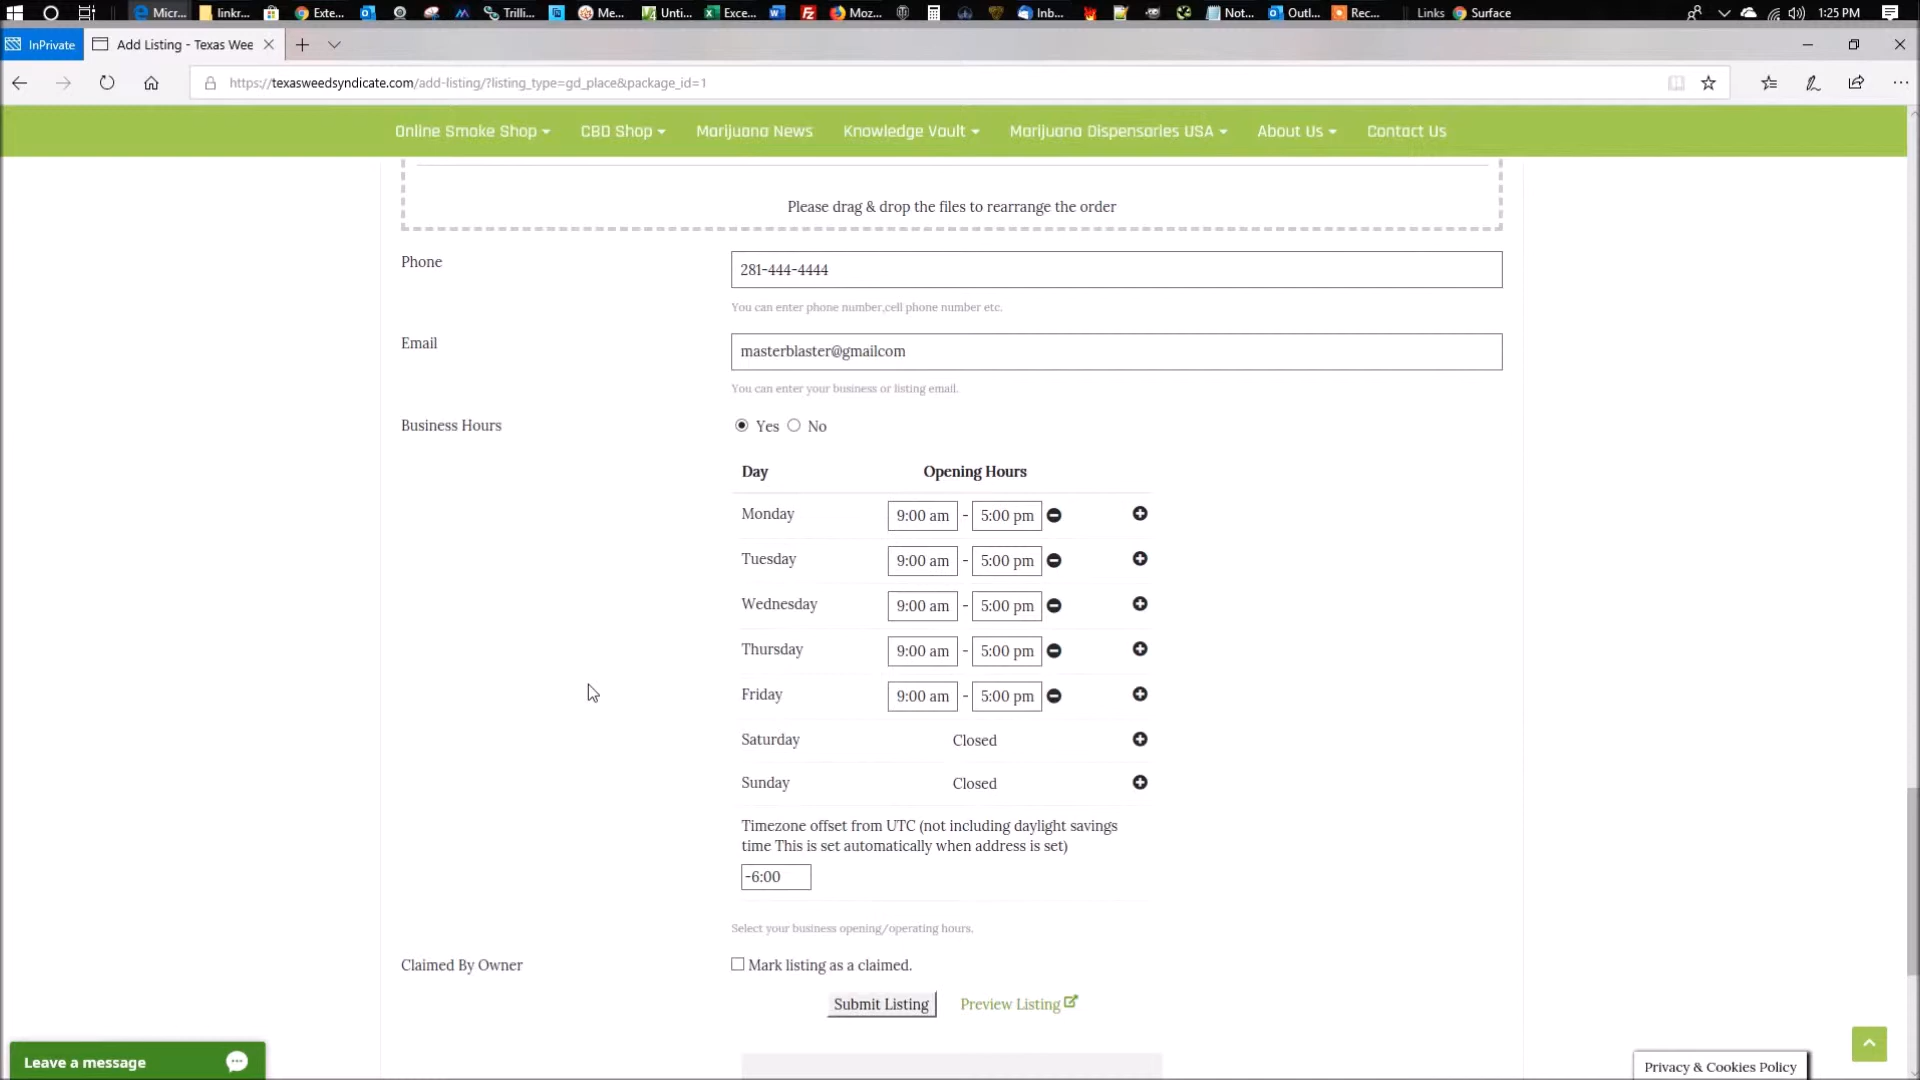 Micr...
linkr...
Exte...
Trilli...
Me...
Unti...
Exce...
Moz...
Inb...
Not...
Outl...
Rec...
Links
Surface
1:25 PM
InPrivate
Add Listing - Texas Wee
https://texasweedsyndicate.com/add-listing/?listing_type=gd_place&package_id=1
Online Smoke Shop
CBD Shop
Marijuana News
Knowledge Vault
Marijuana Dispensaries USA
About Us
Contact Us
Please drag & drop the files to rearrange the order
Phone
281-444-4444
You can enter phone number,cell phone number etc.
Email
masterblaster@gmailcom
You can enter your business or listing email.
Business Hours
Yes No
Day Opening Hours
Monday 9:00 am - 5:00 pm
Tuesday 9:00 am - 5:00 pm
Wednesday 9:00 am - 5:00 pm
Thursday 9:00 am - 5:00 pm
Friday 9:00 am - 5:00 pm
Saturday Closed
Sunday Closed
Timezone offset from UTC (not including daylight savings
time This is set automatically when address is set)
-6:00
Select your business opening/operating hours.
Claimed By Owner
Mark listing as a claimed.
Submit Listing
Preview Listing
Leave a message
Privacy & Cookies Policy